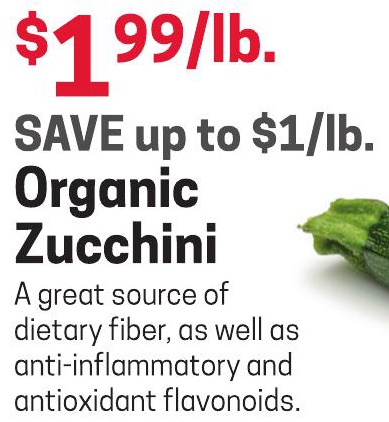 $1 99/lb.
SAVE up to $1/lb.
Organic
Zucchini
A great source of
dietary fiber, as well as
anti-inflammatory and
antioxidant flavonoids.